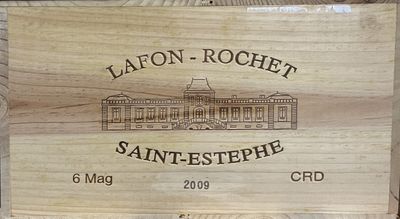 LAFON - ROCHET
SAINT-ESTEPHE
6 Mag
2009
CRD